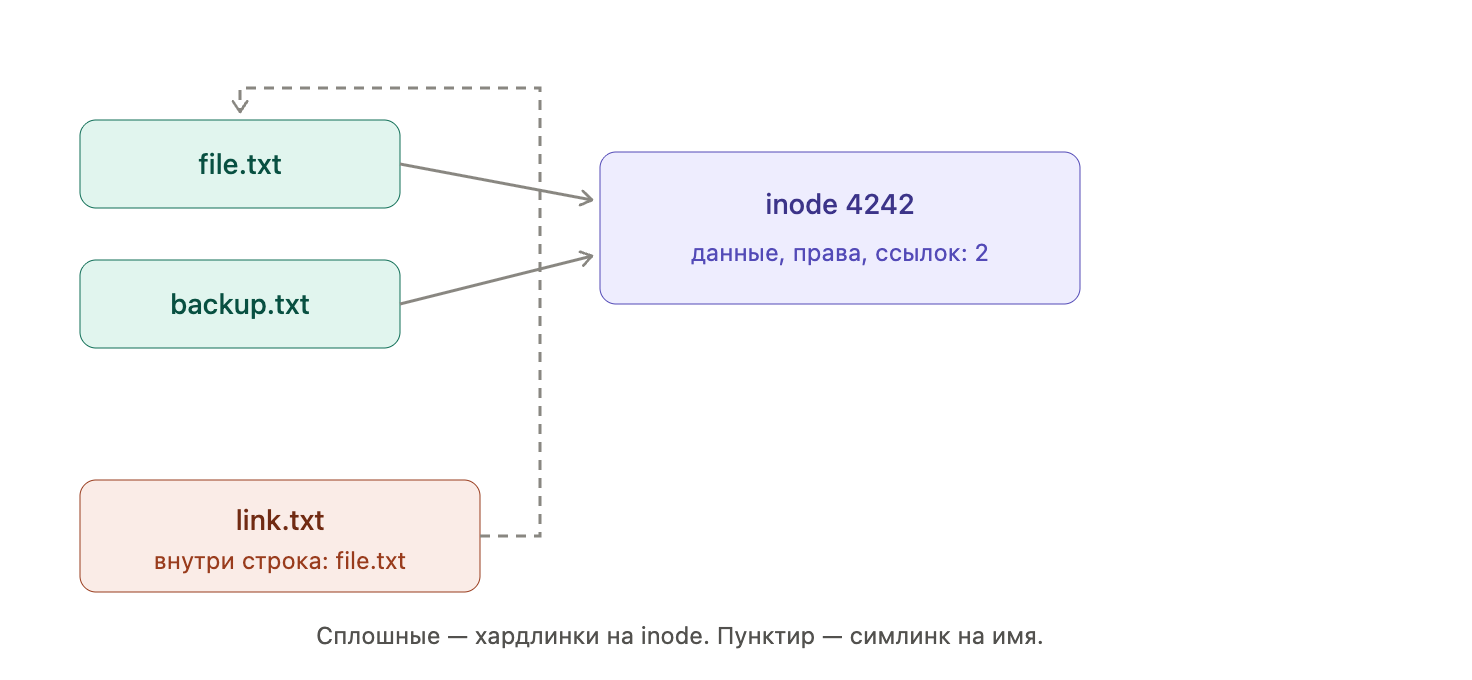 file.txt
inode 4242
данные, права, ссылок: 2
backup.txt
link.txt
внутри строка: file.txt
Сплошные — хардлинки на inode. Пунктир — симлинк на имя.